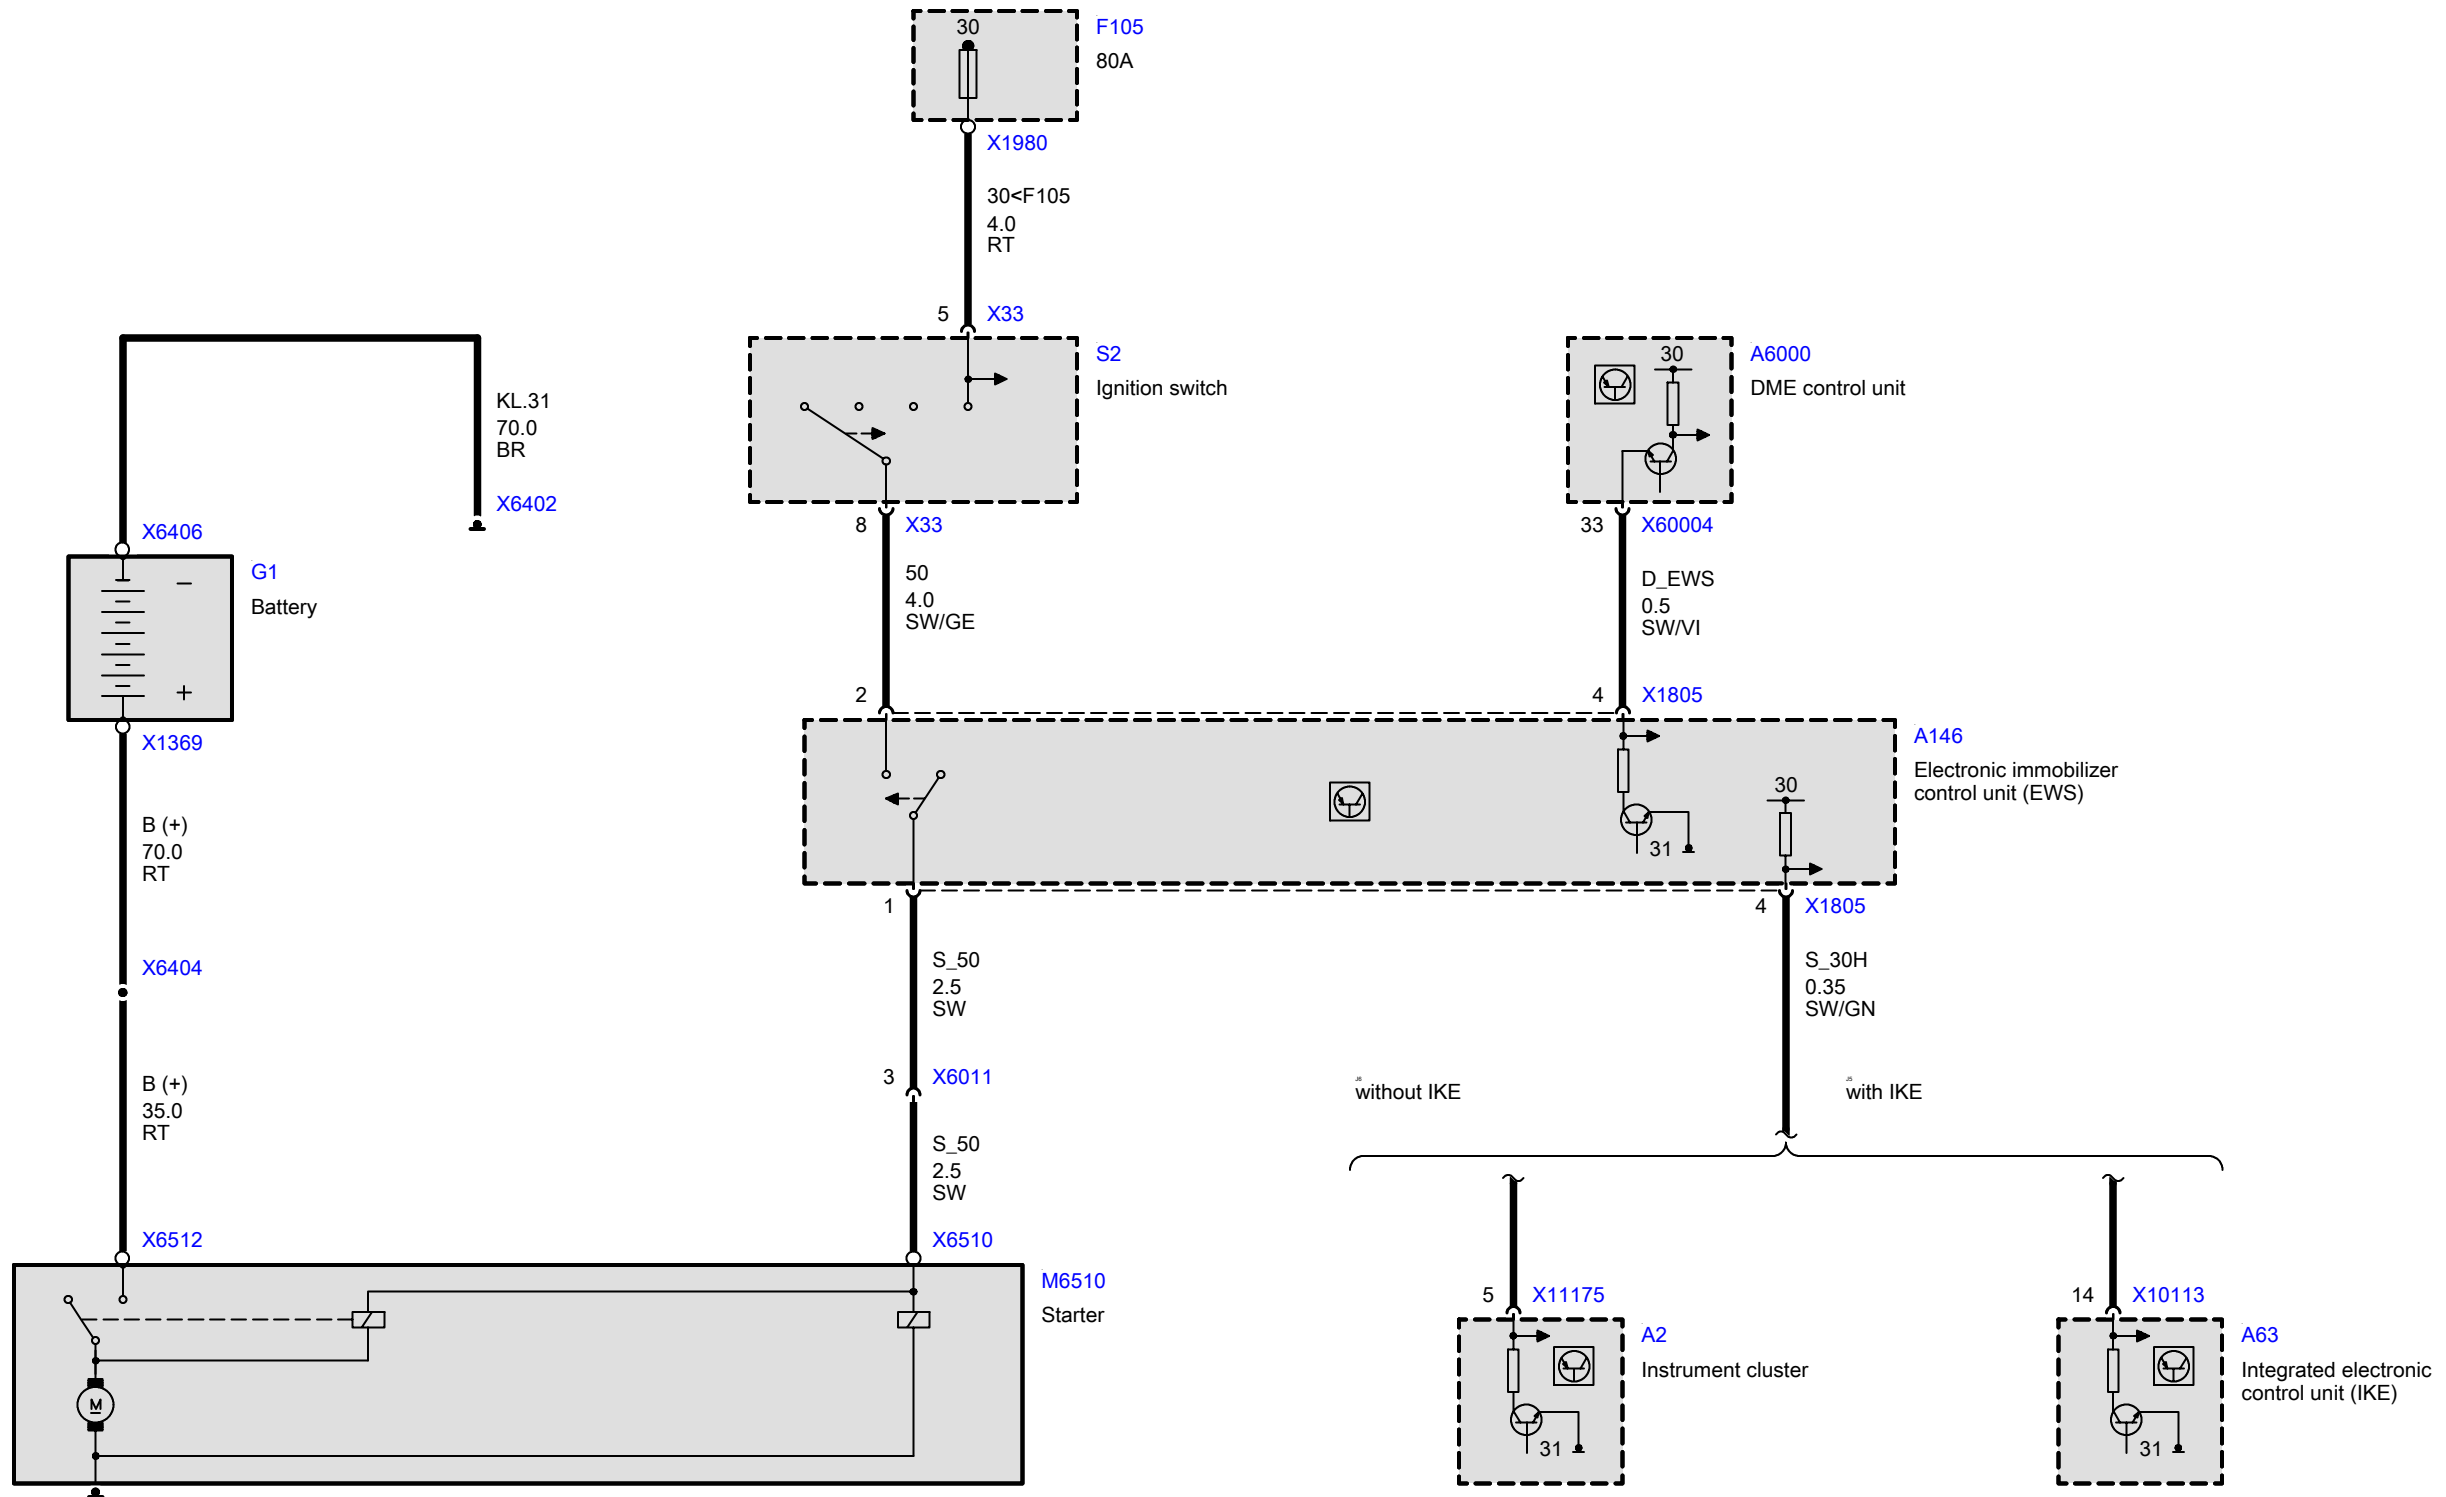 30
F105
80A
X1980
30<F105
4.0
RT
5
X33
S2
Ignition switch
30
A6000
DME control unit
KL.31
70.0
BR
X6402
X6406
G1
Battery
−
+
X1369
8
X33
50
4.0
SW/GE
33
X60004
D_EWS
0.5
SW/VI
2
4
X1805
A146
Electronic immobilizer
control unit (EWS)
30
31
B (+)
70.0
RT
X6404
B (+)
35.0
RT
X6512
1
4
X1805
S_50
2.5
SW
S_30H
0.35
SW/GN
3
X6011
S_50
2.5
SW
X6510
without IKE
with IKE
M6510
Starter
M
5
X11175
A2
Instrument cluster
31
14
X10113
A63
Integrated electronic
control unit (IKE)
31